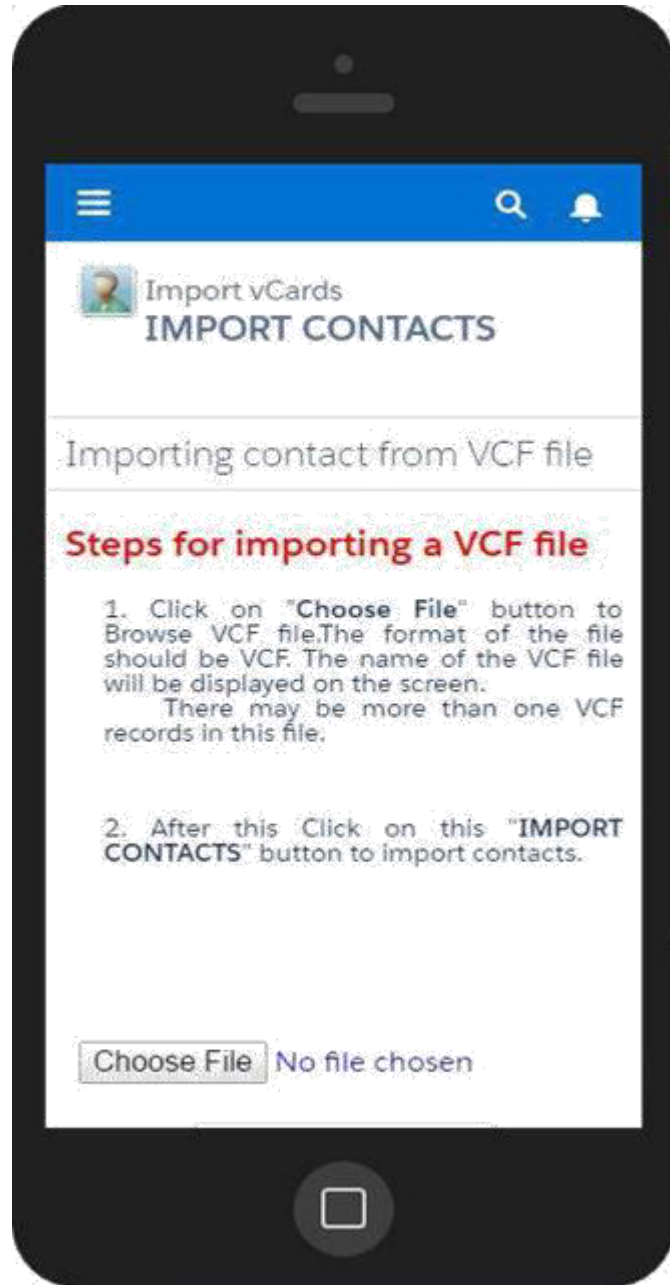 Import vCards
IMPORT CONTACTS
Importing contact from VCF file
Steps for importing a VCF file
1. Click on "Choose File" button to
Browse VCF file.The format of the file
should be VCF. The name of the VCF file
will be displayed on the screen.
There may be more than one VCF
records in this file.
2. After this Click on this "IMPORT
CONTACTS" button to import contacts.
Choose File No file chosen